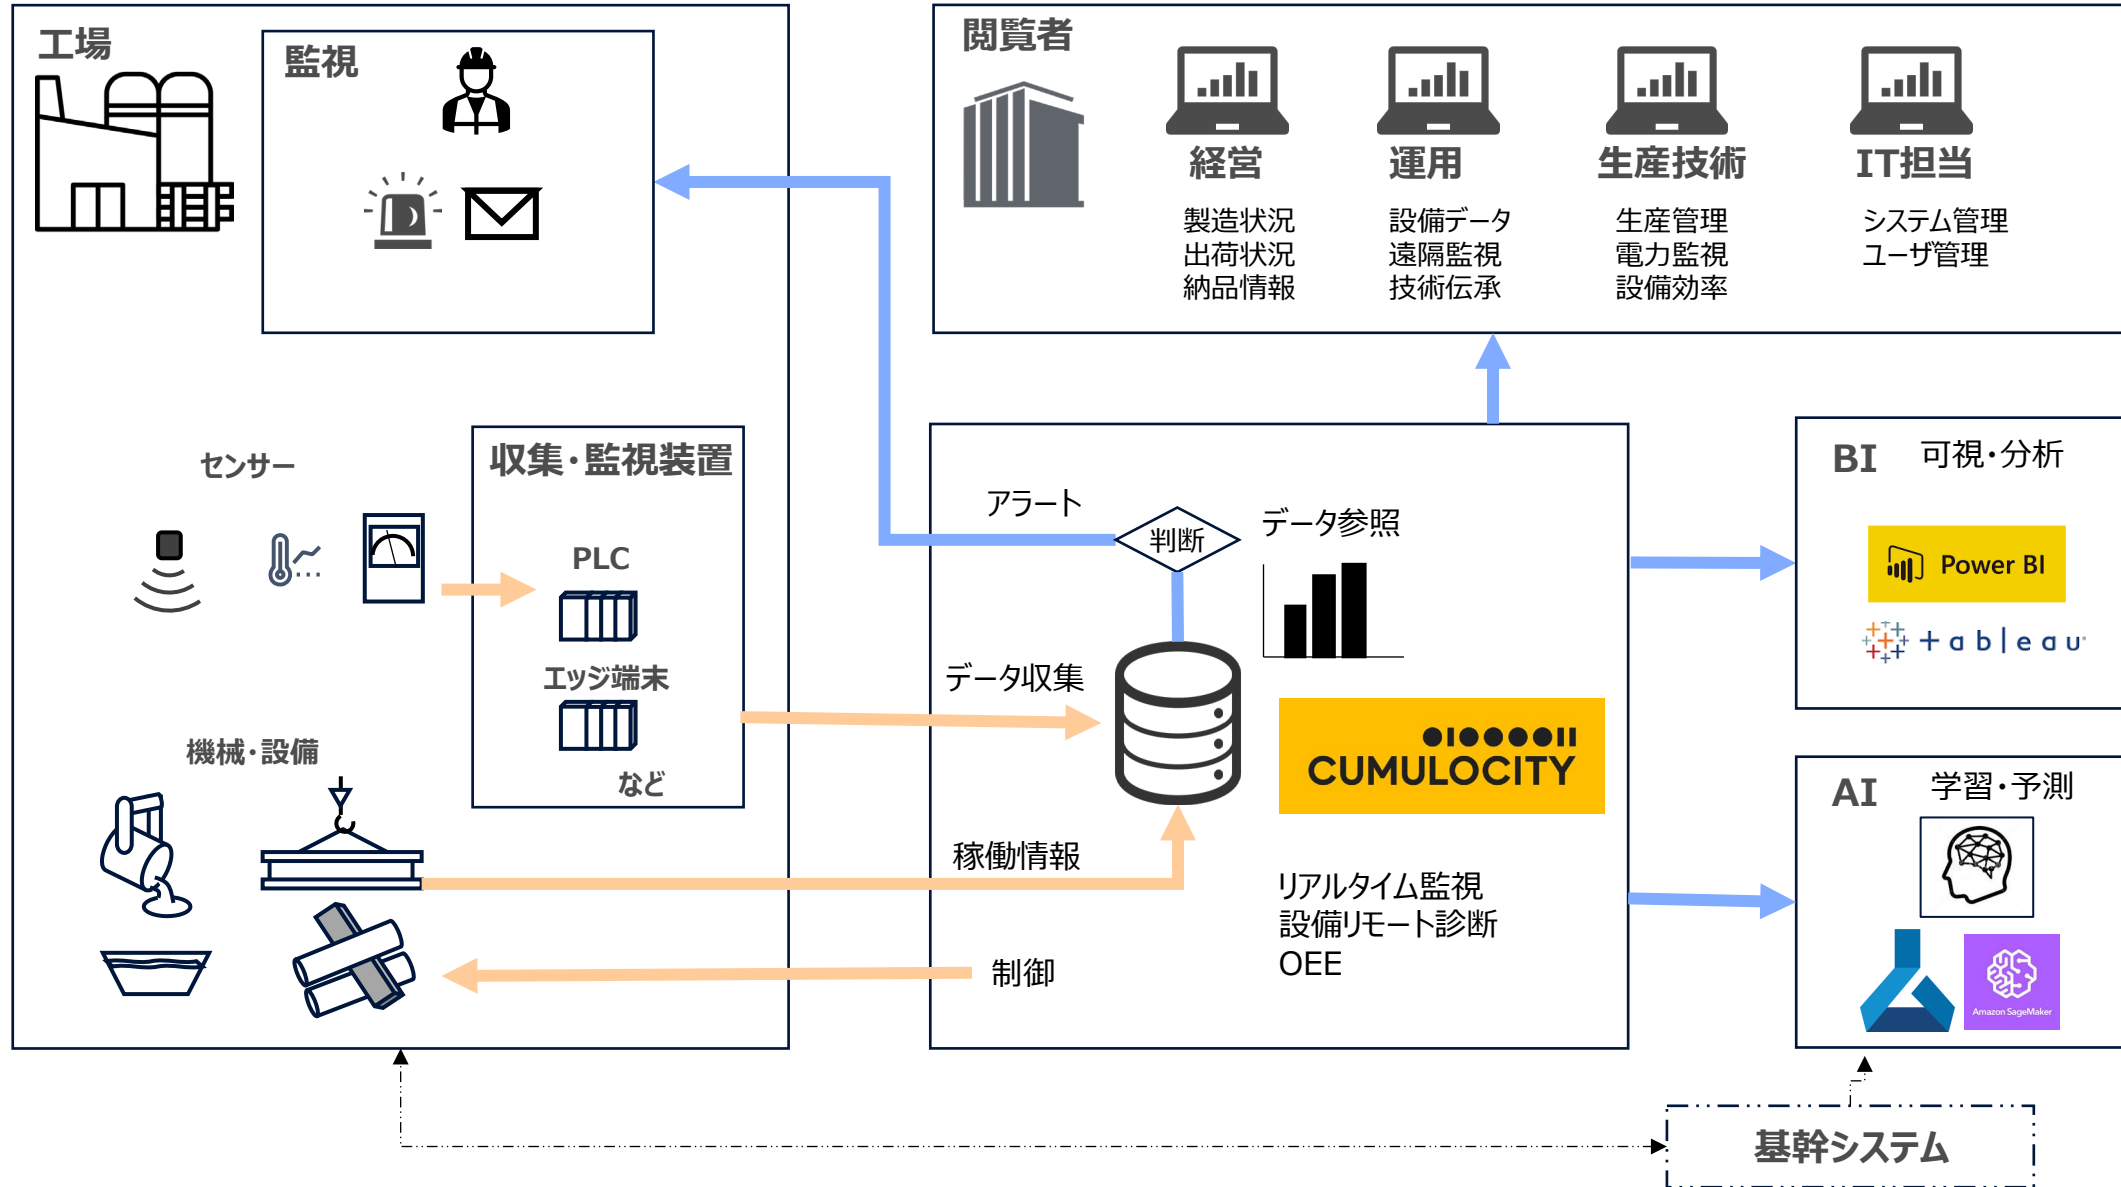 工場
監視
閲覧者
経営
製造状況
出荷状況
納品情報
運用
設備データ
遠隔監視
技術伝承
生産技術
生産管理
電力監視
設備効率
IT担当
システム管理
ユーザ管理
センサー
収集・監視装置
PLC
エッジ端末
など
機械・設備
アラート
判断
データ参照
データ収集
CUMULOCITY
稼働情報
リアルタイム監視
設備リモート診断
OEE
制御
BI 可視・分析
Power BI
+ableau
AI 学習・予測
Amazon SageMaker
基幹システム